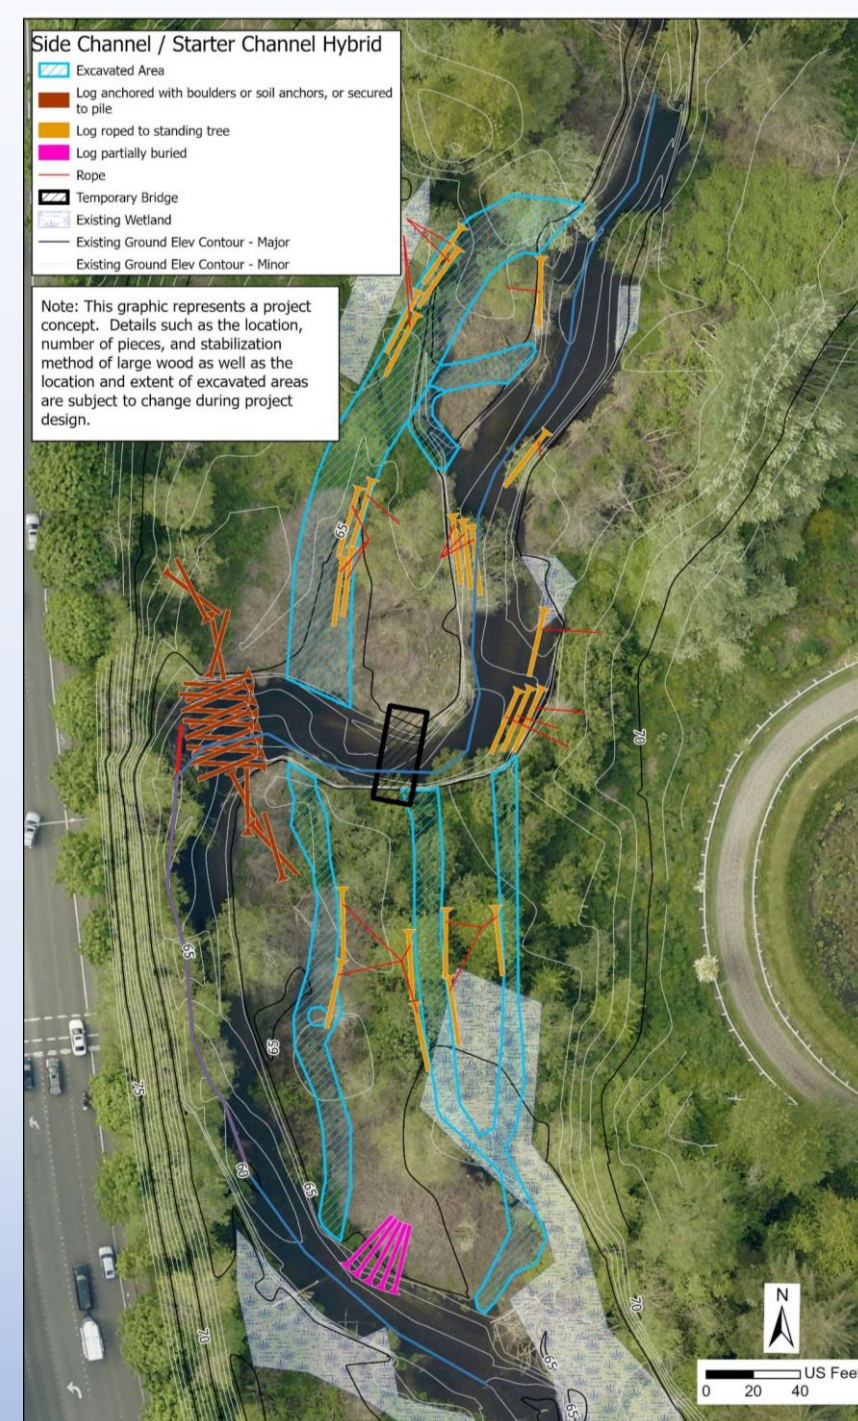 Side Channel / Starter Channel Hybrid
Excavated Area
Log anchored with boulders or soil anchors, or secured
to pile
Log roped to standing tree
Log partially buried
Rope
Temporary Bridge
Existing Wetland
Existing Ground Elev Contour - Major
Existing Ground Elev Contour - Minor
Note: This graphic represents a project
concept. Details such as the location,
number of pieces, and stabilization
method of large wood as well as the
location and extent of excavated areas
are subject to change during project
design.
65
70
65
65
75
60
65
70
70
65
65
N
US Feet
0 20 40